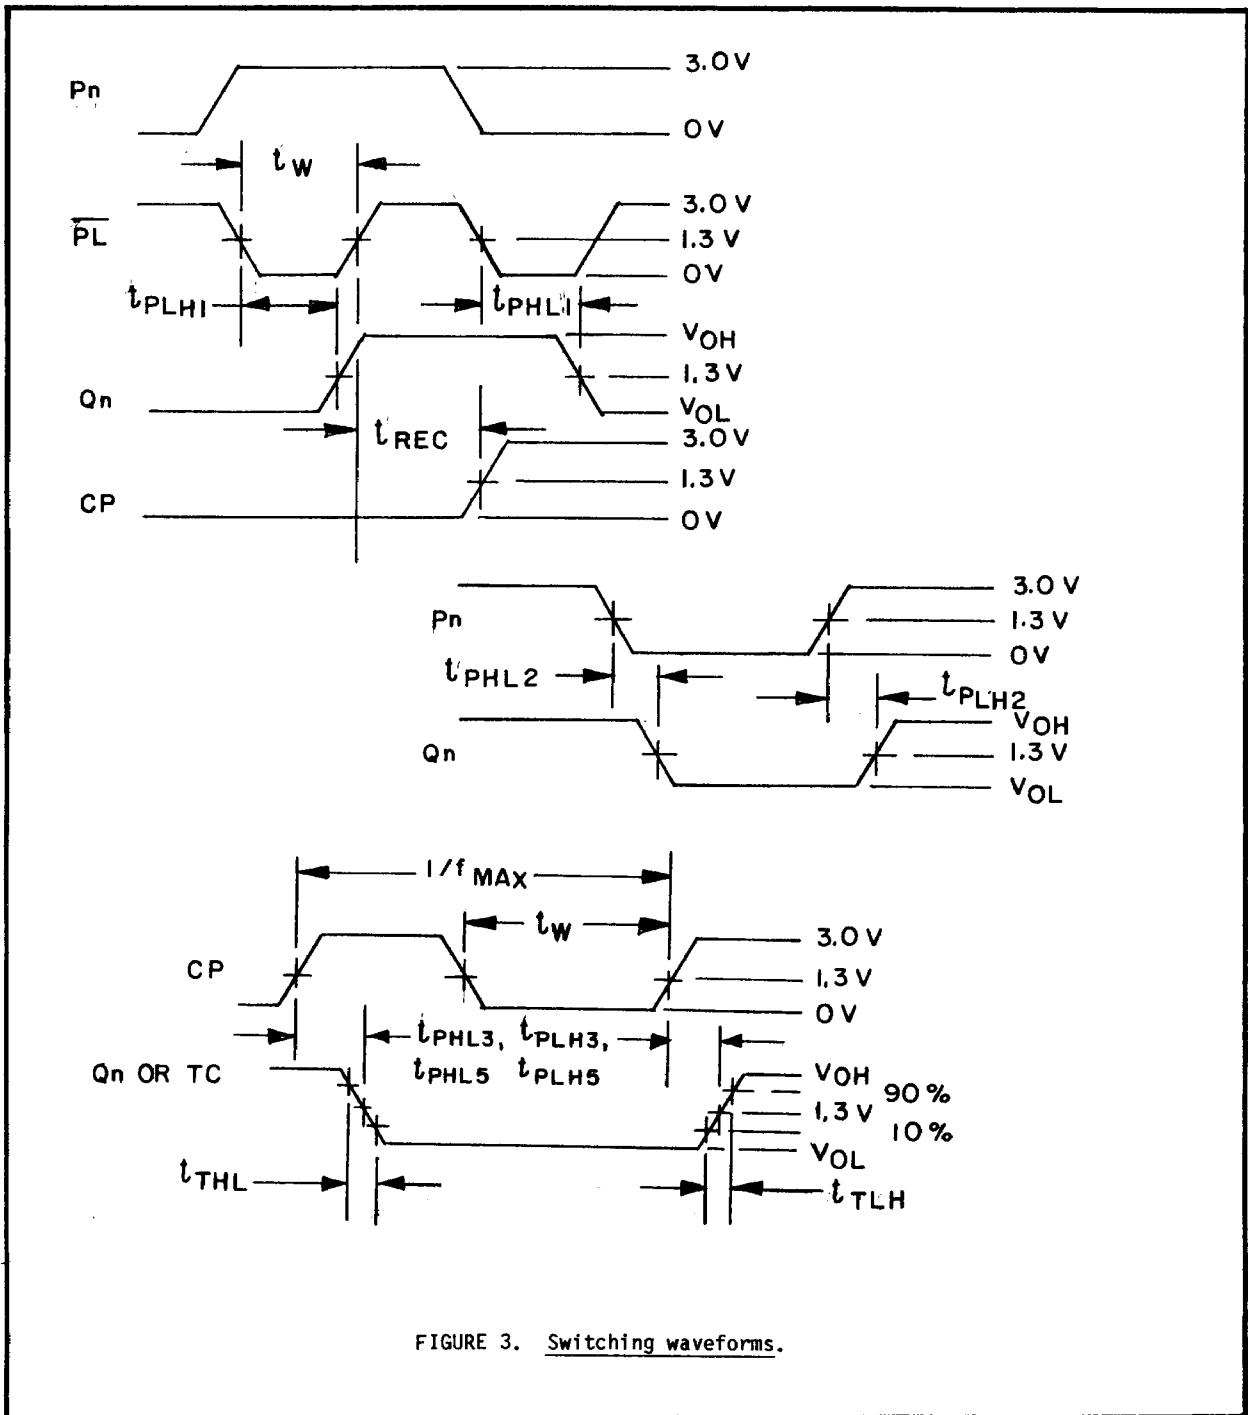 Pn
3.0 V
0 V
tW
PL
3.0 V
1.3 V
0 V
tPLH1
tPHL1
VOH
1.3 V
Qn
VOL
tREC
3.0 V
1.3 V
CP
0 V
3.0 V
Pn
1.3 V
0 V
tPHL2
tPLH2
VOH
Qn
1.3 V
VOL
1/f MAX
tW
3.0 V
CP
1.3 V
0 V
tPHL3, tPLH3,
Qn OR TC
tPHL5 tPLH5
VOH
90%
1.3 V
10%
VOL
tTHL
tTLH
FIGURE 3. Switching waveforms.